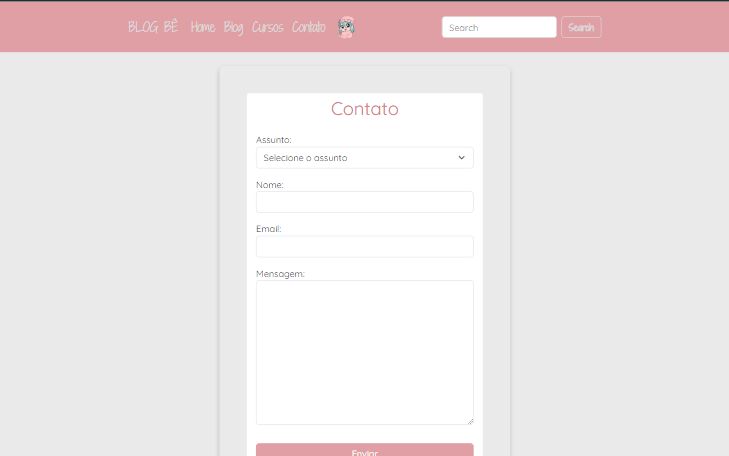 BLOG BÊ Home Blog Cursos Contato Search Search
Contato
Assunto:
Selecione o assunto
Nome:
Email:
Mensagem:
Enviar